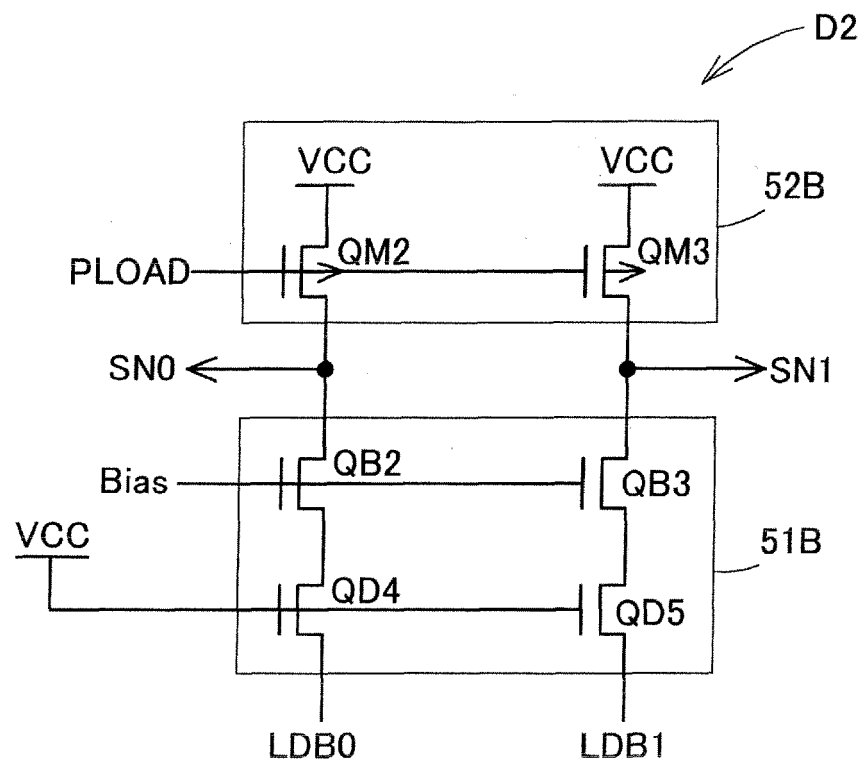 D2
VCC
VCC
52B
PLOAD
QM2
QM3
SN0
SN1
Bias
QB2
QB3
VCC
51B
QD4
QD5
LDB0
LDB1